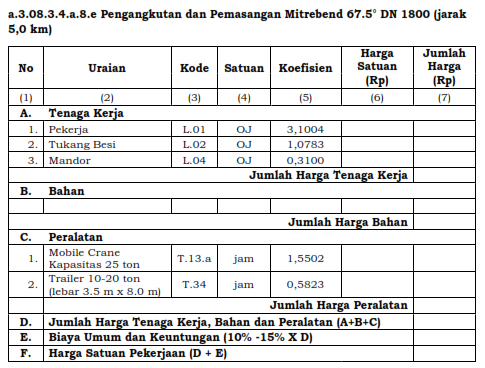 a.3.08.3.4.a.8.e Pengangkutan dan Pemasangan Mitrebend 67.5° DN 1800 (jarak
5,0 km)
No Uraian Kode Satuan Koefisien Harga Satuan (Rp) Jumlah Harga (Rp)
(1) (2) (3) (4) (5) (6) (7)
A. Tenaga Kerja
1. Pekerja L.01 OJ 3,1004
2. Tukang Besi L.02 OJ 1,0783
3. Mandor L.04 OJ 0,3100
Jumlah Harga Tenaga Kerja
B. Bahan
Jumlah Harga Bahan
C. Peralatan
1. Mobile Crane Kapasitas 25 ton T.13.a jam 1,5502
2. Trailer 10-20 ton (lebar 3.5 m x 8.0 m) T.34 jam 0,5823
Jumlah Harga Peralatan
D. Jumlah Harga Tenaga Kerja, Bahan dan Peralatan (A+B+C)
E. Biaya Umum dan Keuntungan (10% -15% X D)
F. Harga Satuan Pekerjaan (D + E)